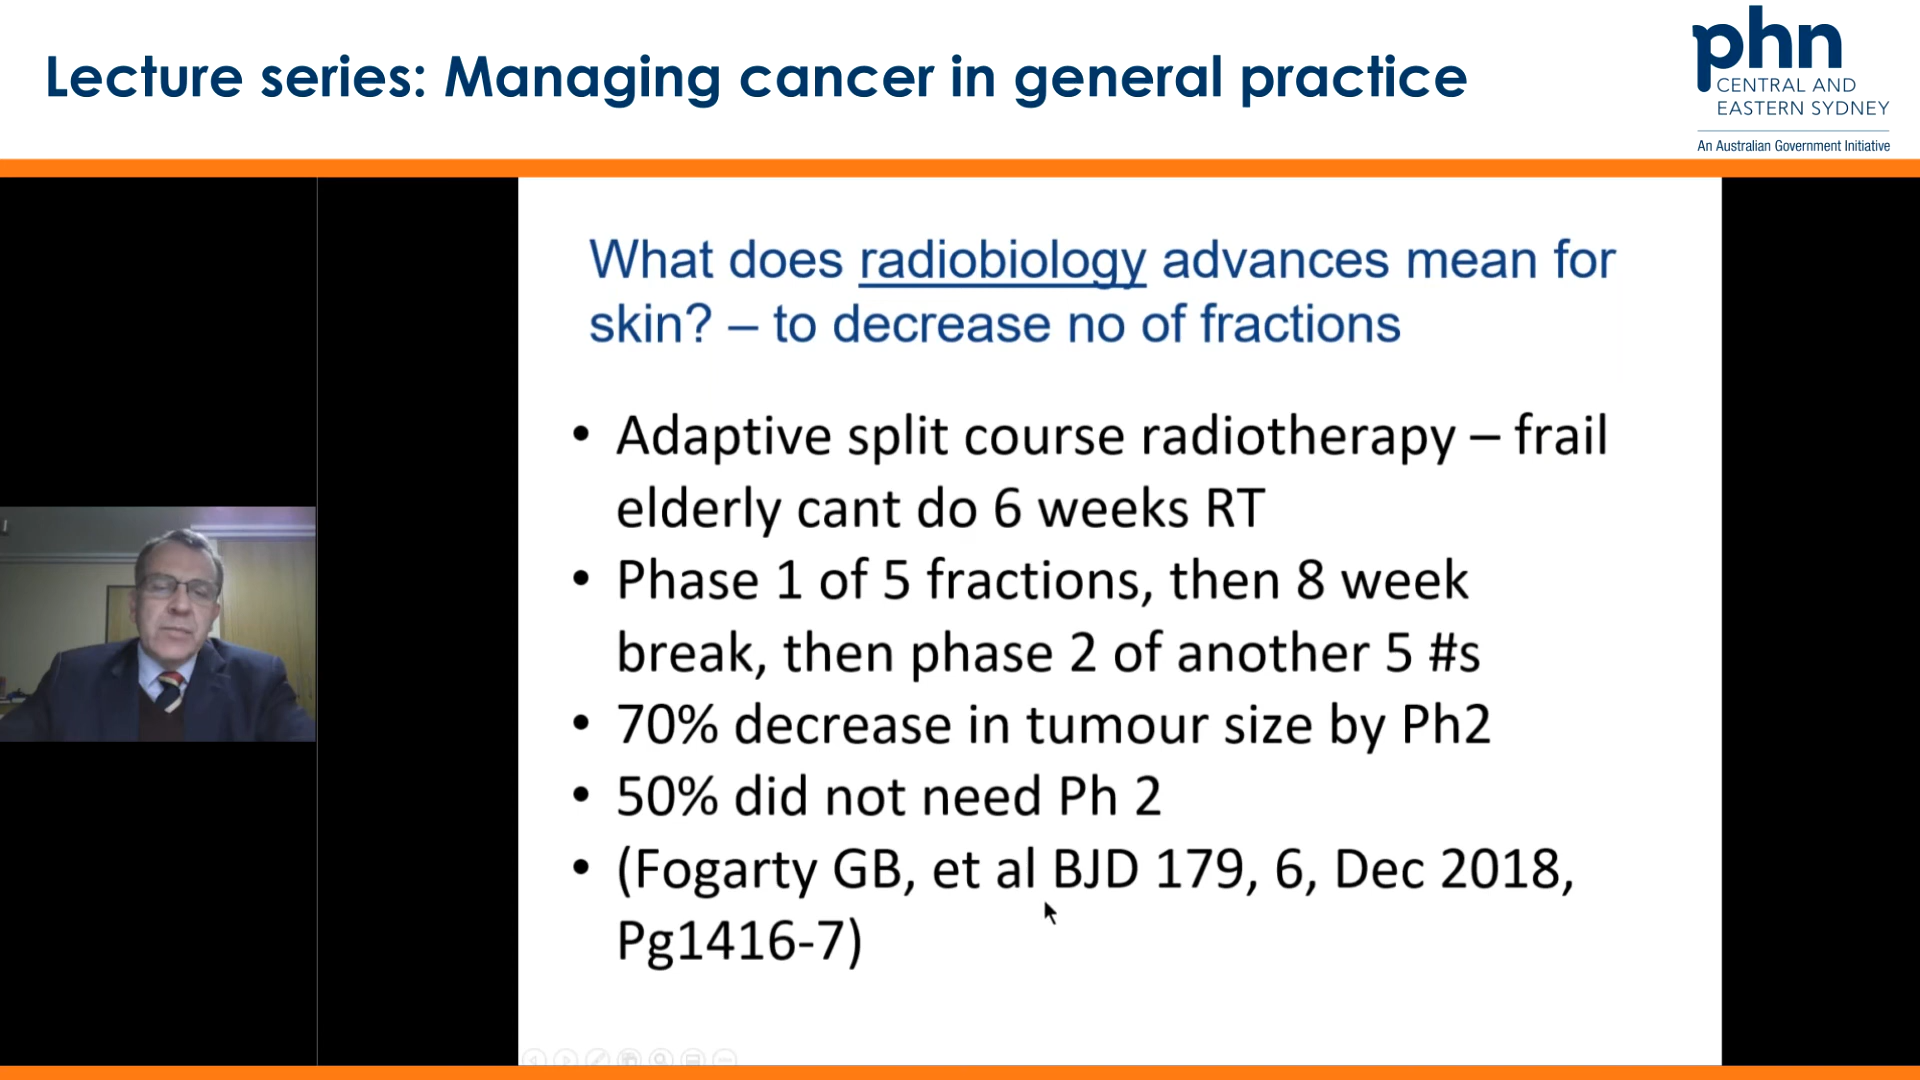 Lecture series: Managing cancer in general practice
phn
CENTRAL AND
EASTERN SYDNEY
An Australian Government Initiative
What does radiobiology advances mean for
skin? – to decrease no of fractions
• Adaptive split course radiotherapy – frail
elderly cant do 6 weeks RT
• Phase 1 of 5 fractions, then 8 week
break, then phase 2 of another 5 #s
• 70% decrease in tumour size by Ph2
• 50% did not need Ph 2
• (Fogarty GB, et al BJD 179, 6, Dec 2018,
Pg1416-7)